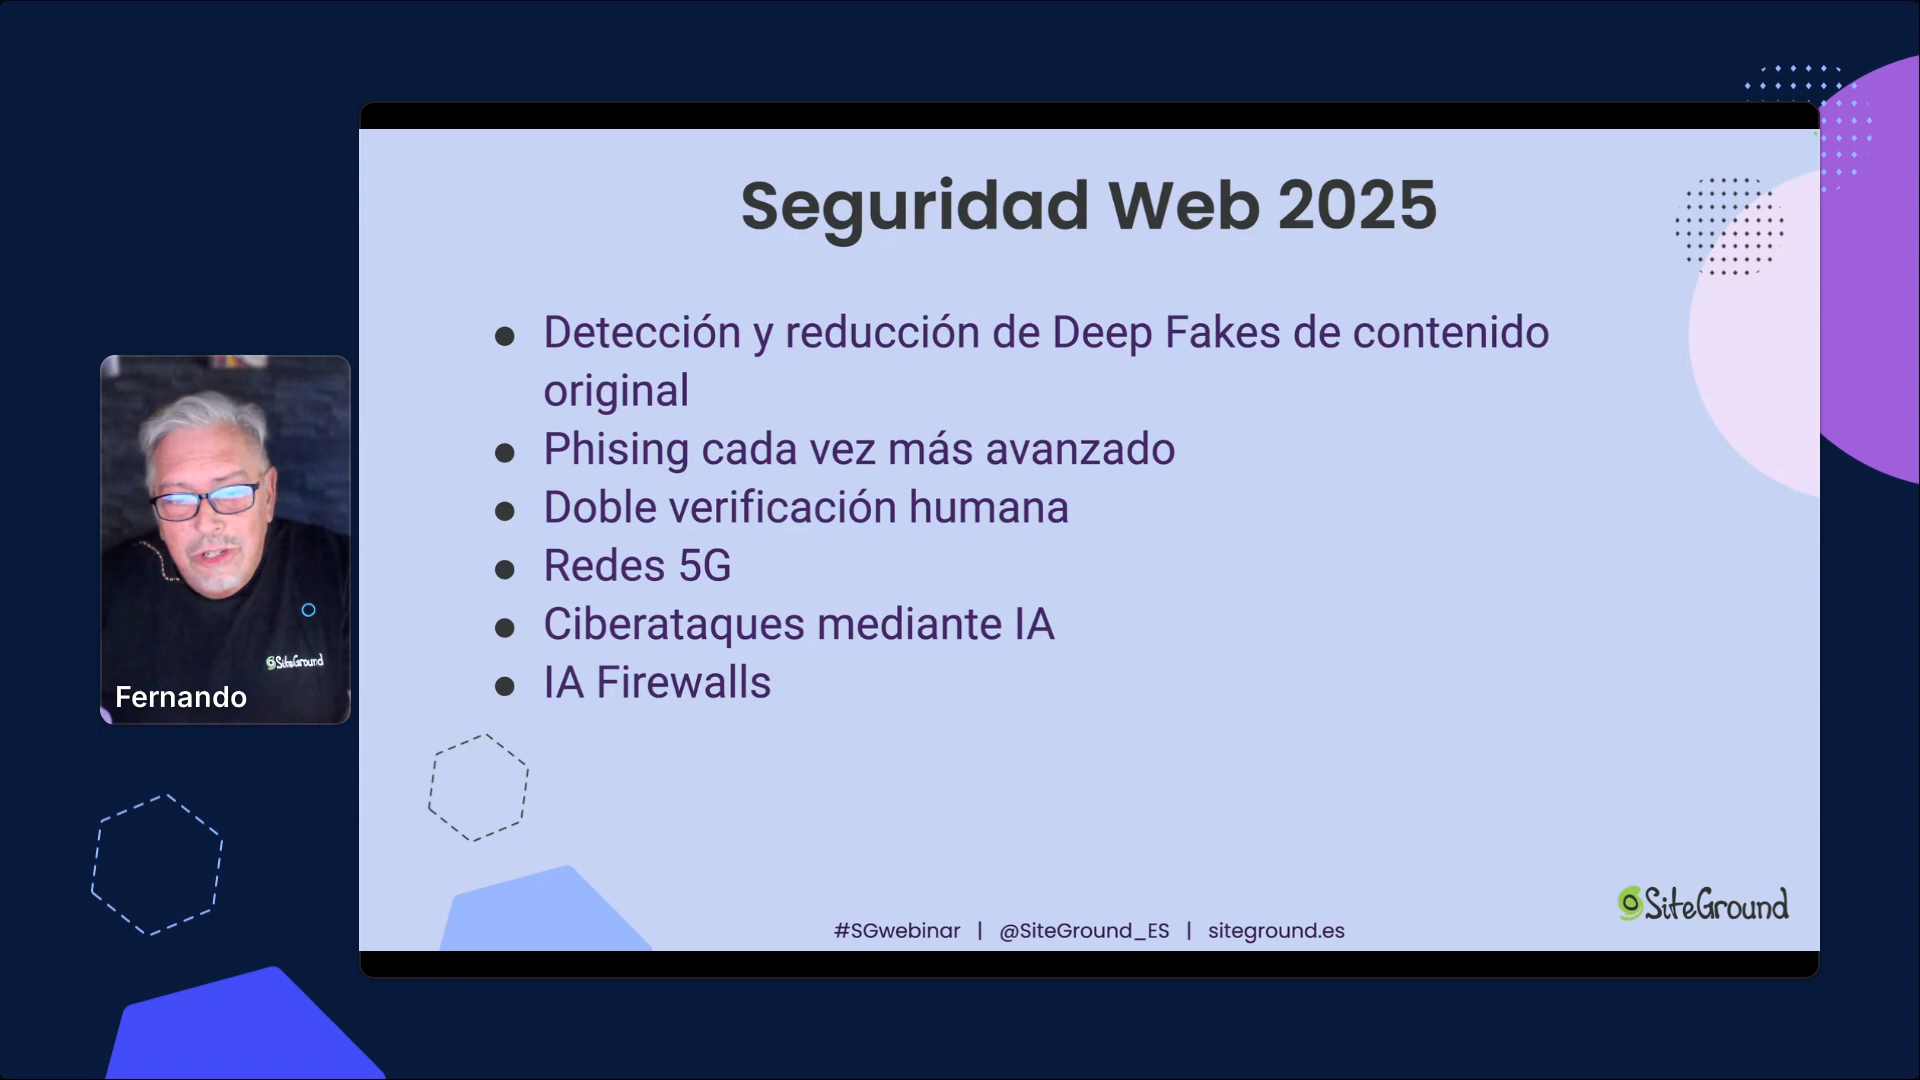 Seguridad Web 2025
Detección y reducción de Deep Fakes de contenido
original
Phising cada vez más avanzado
Doble verificación humana
Redes 5G
Ciberataques mediante IA
IA Firewalls
SiteGround
Fernando
#SGwebinar | @SiteGround_ES | siteground.es
SiteGround